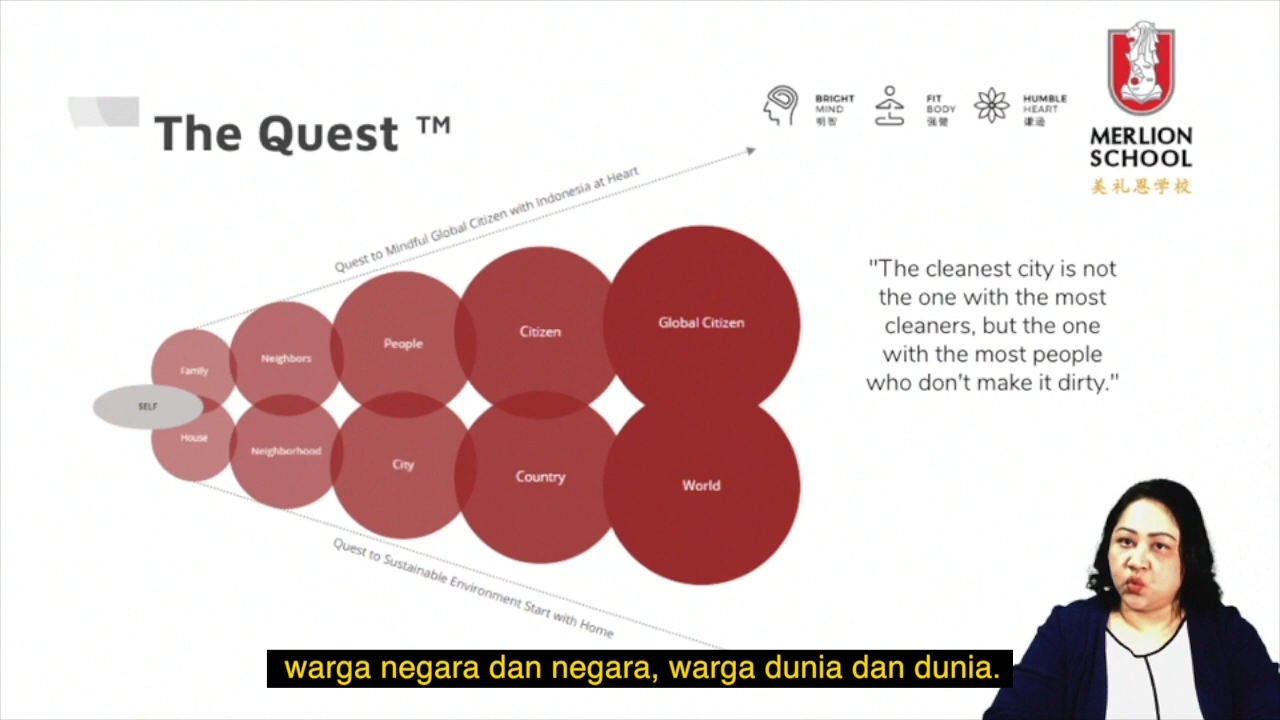 The Quest ™
BRIGHT
MIND
明智
FIT
BODY
强健
HUMBLE
HEART
谦逊
MERLION
SCHOOL
美礼恩学校
Quest to Mindful Global Citizen with Indonesia at Heart
Family
Neighbors
People
Citizen
Global Citizen
SELF
House
Neighborhood
City
Country
World
Quest to Sustainable Environment Start with Home
"The cleanest city is not
the one with the most
cleaners, but the one
with the most people
who don't make it dirty."
warga negara dan negara, warga dunia dan dunia.